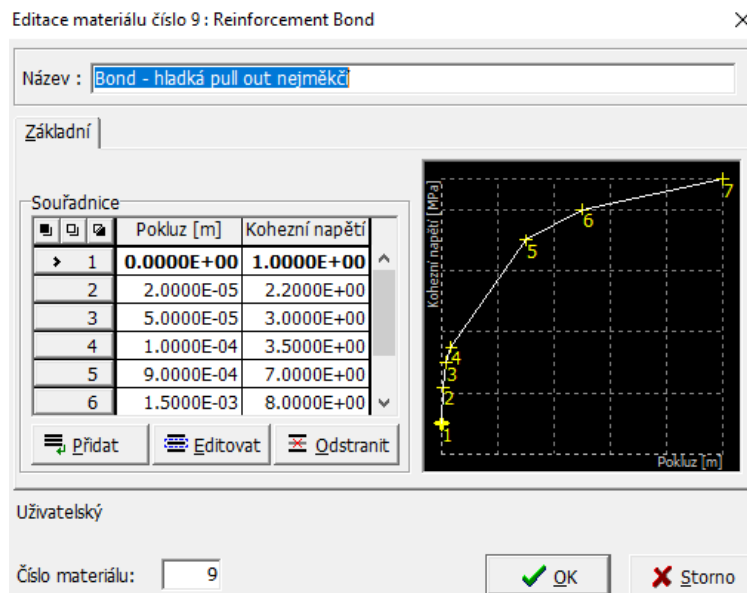 Editace materiálu číslo 9 : Reinforcement Bond
Název : Bond - hladká pull out nejměkčí
Základní
Souřadnice
Pokluz [m] Kohezní napětí
1 0.0000E+00 1.0000E+00
2 2.0000E-05 2.2000E+00
3 5.0000E-05 3.0000E+00
4 1.0000E-04 3.5000E+00
5 9.0000E-04 7.0000E+00
6 1.5000E-03 8.0000E+00
Přidat Editovat Odstranit
Kohezní napětí [MPa]
7
6
5
4
3
2
1
Pokluz [m]
Uživatelský
Číslo materiálu: 9
OK Storno